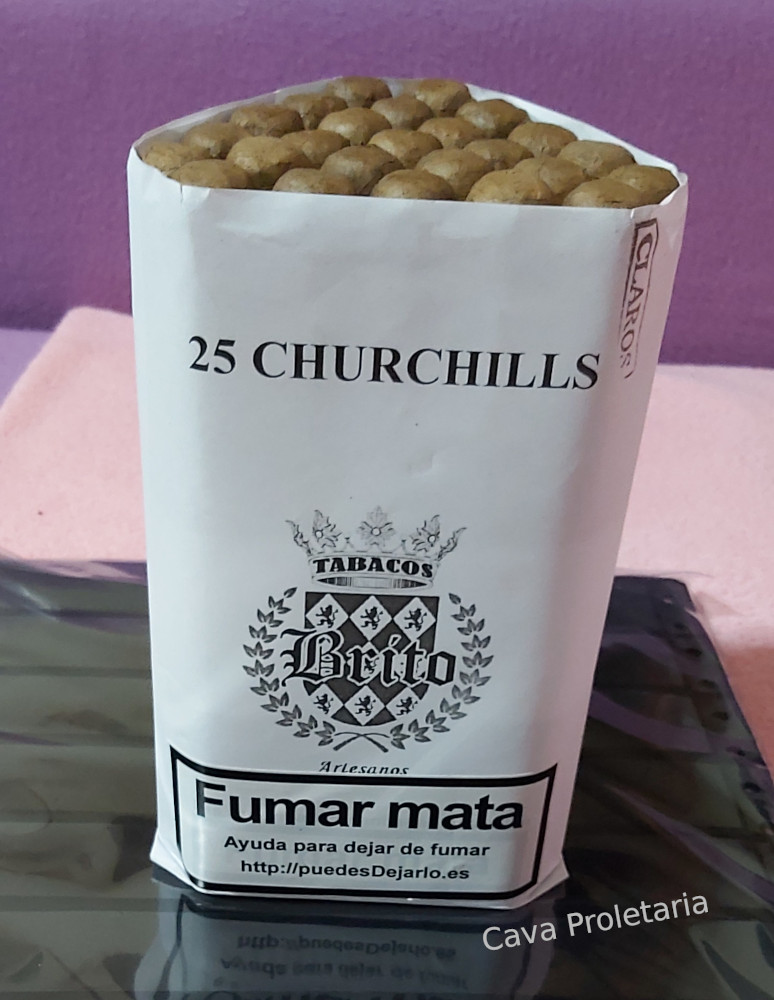 CLAROS
25 CHURCHILLS
TABACOS
Brito
Artesanos
Fumar mata
Ayuda para dejar de fumar
http://puedesDejarlo.es
Cava Proletaria